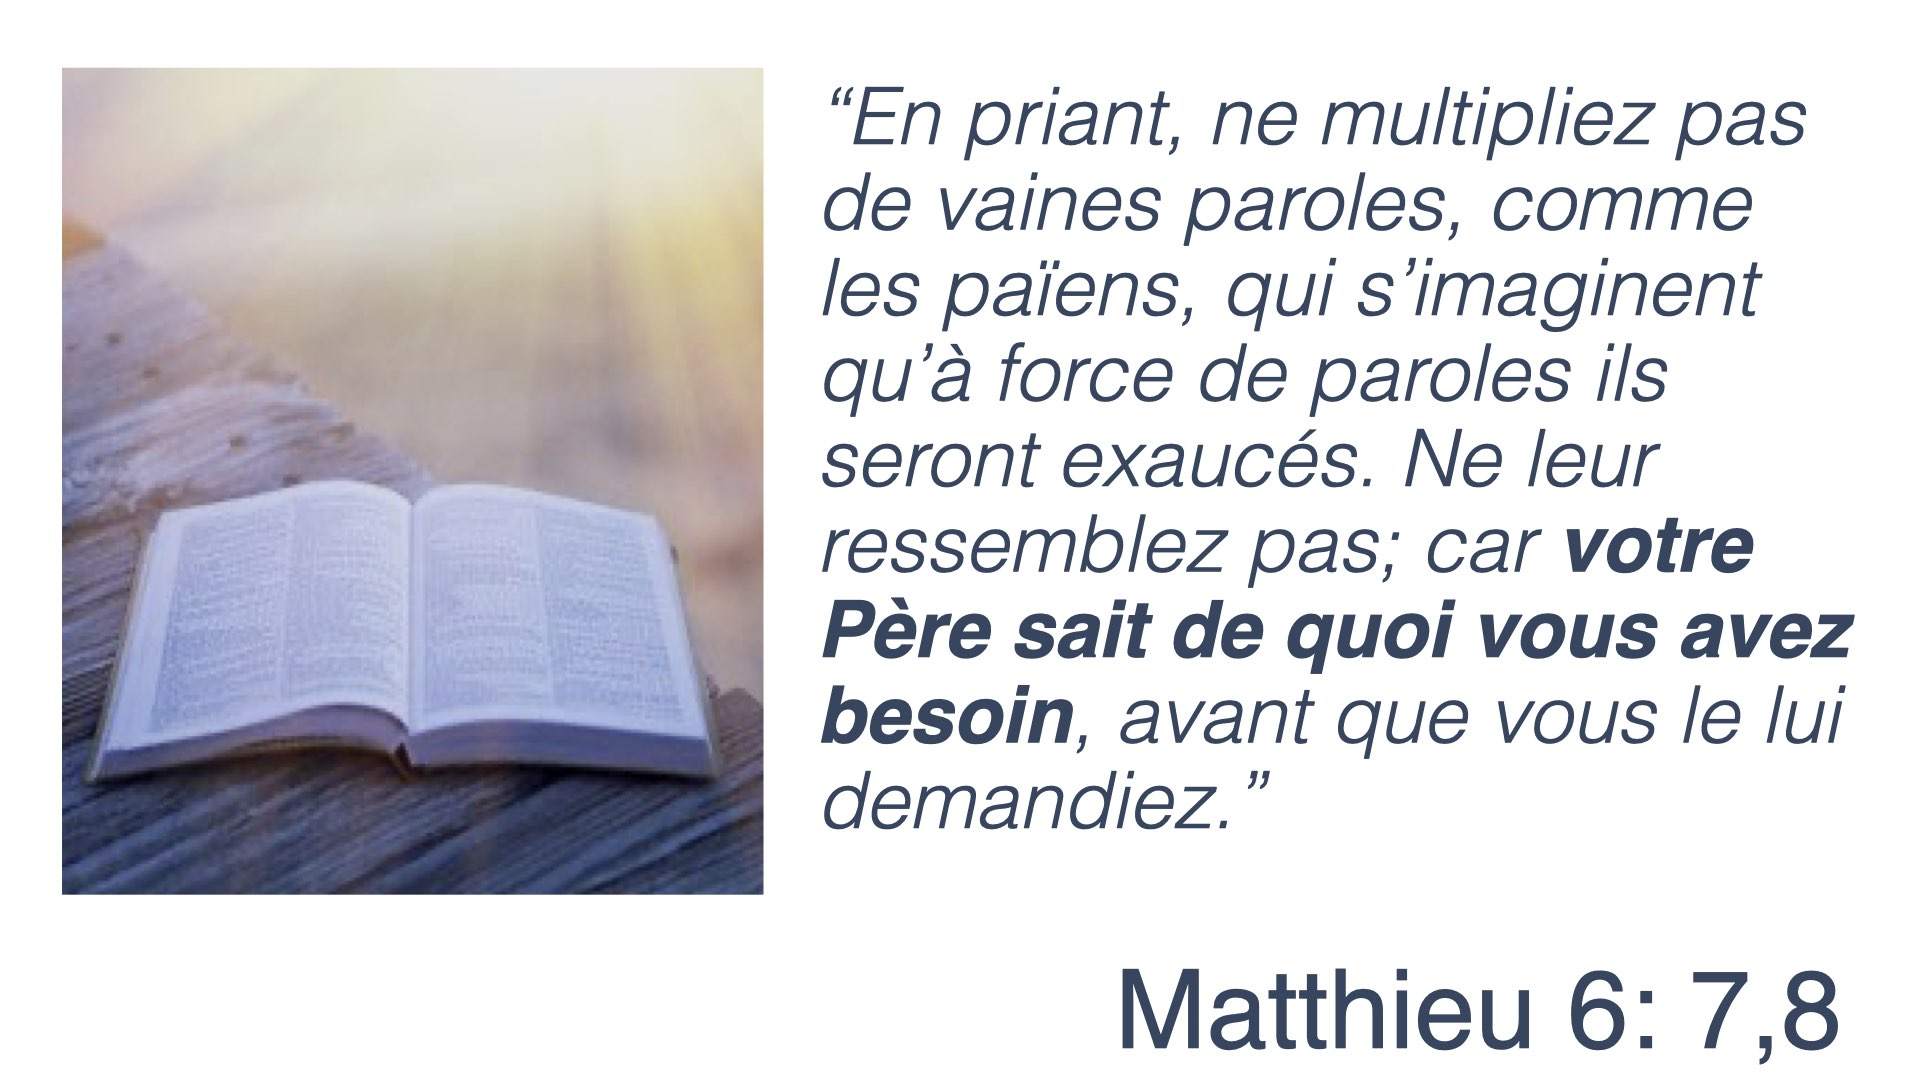 “En priant, ne multipliez pas
de vaines paroles, comme
les païens, qui s’imaginent
qu’à force de paroles ils
seront exaucés. Ne leur
ressemblez pas; car votre
Père sait de quoi vous avez
besoin, avant que vous le lui
demandiez.”
Matthieu 6: 7,8